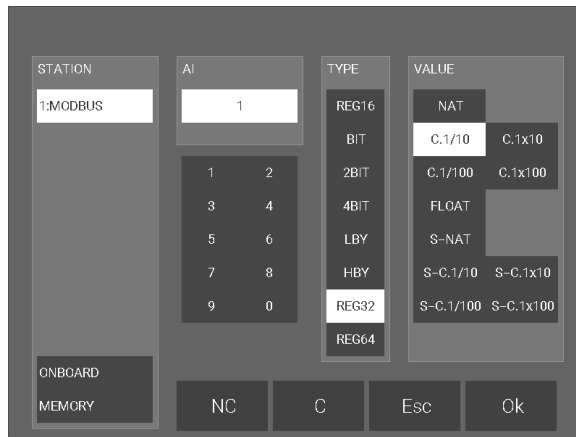 STATION
1:MODBUS
ONBOARD
MEMORY
AI
1
1 2
3 4
5 6
7 8
9 0
TYPE
REG16
BIT
2BIT
4BIT
LBY
HBY
REG32
REG64
VALUE
NAT
C.1/10 C.1x10
C.1/100 C.1x100
FLOAT
S-NAT
S-C.1/10 S-C.1x10
S-C.1/100 S-C.1x100
NC C Esc Ok